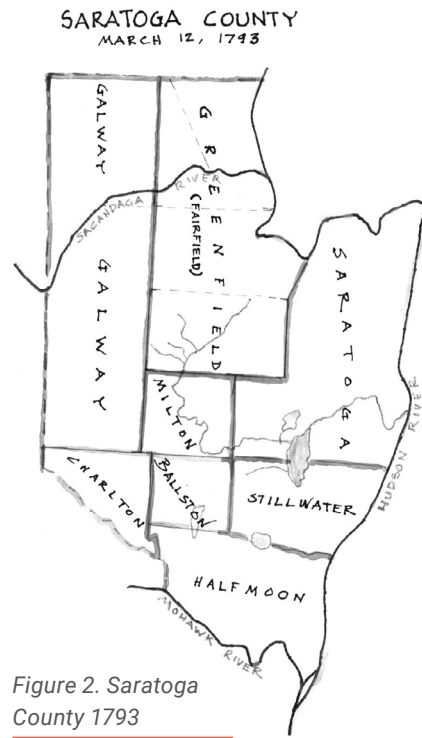 SARATOGA COUNTY
MARCH 12, 1793
GALWAY
GREENFIELD
(FAIRFIELD)
SACANDAGA RIVER
GALWAY
SARATOGA
MILTON
HUDSON RIVER
CHARLTON
BALLSTON
STILLWATER
HALFMOON
MOHAWK RIVER
Figure 2. Saratoga
County 1793